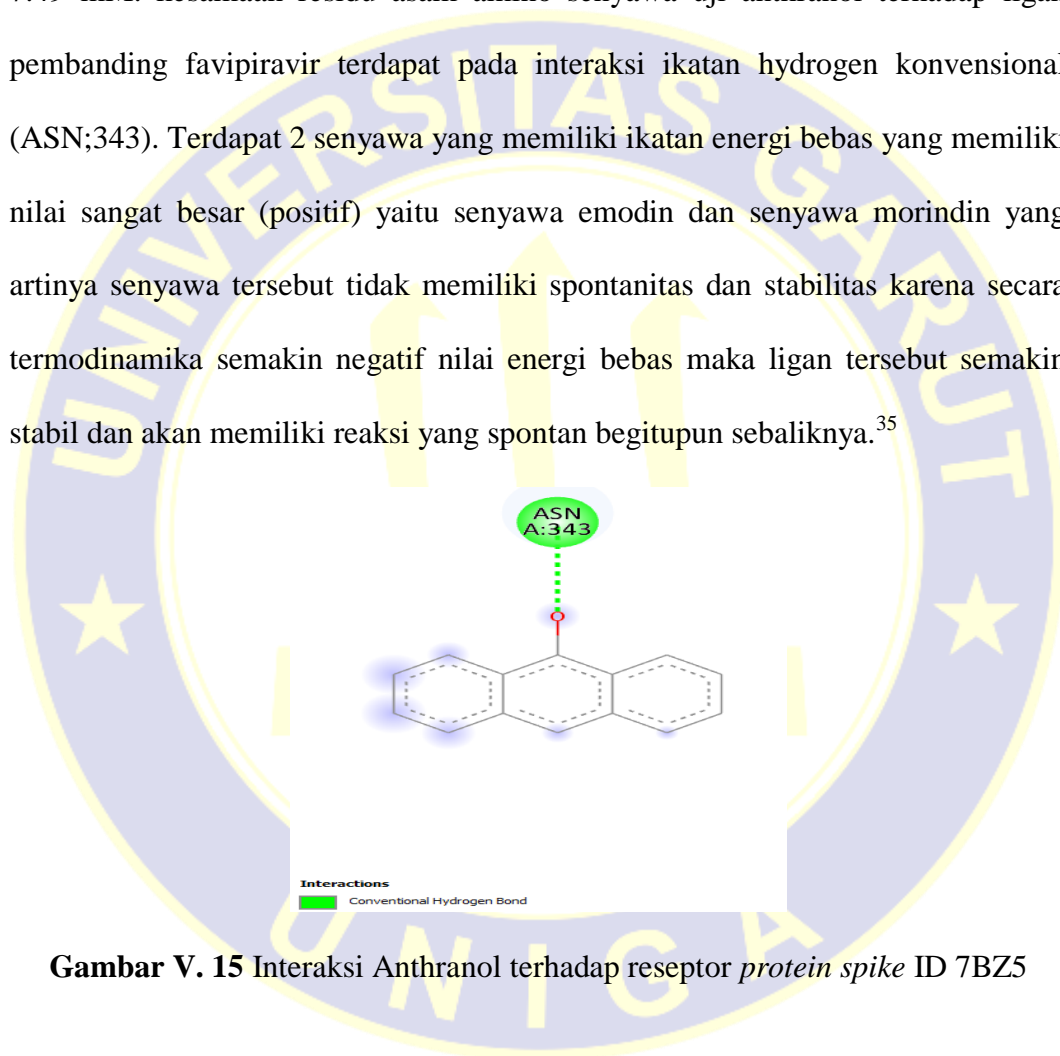 pembanding favipiravir terdapat pada interaksi ikatan hydrogen konvensional
(ASN;343). Terdapat 2 senyawa yang memiliki ikatan energi bebas yang memiliki
nilai sangat besar (positif) yaitu senyawa emodin dan senyawa morindin yang
artinya senyawa tersebut tidak memiliki spontanitas dan stabilitas karena secara
termodinamika semakin negatif nilai energi bebas maka ligan tersebut semakin
stabil dan akan memiliki reaksi yang spontan begitupun sebaliknya.35
UNIVERSITAS GARUT
ASN
A:343
O
Interactions
Conventional Hydrogen Bond
UNIGA
Gambar V. 15 Interaksi Anthranol terhadap reseptor protein spike ID 7BZ5